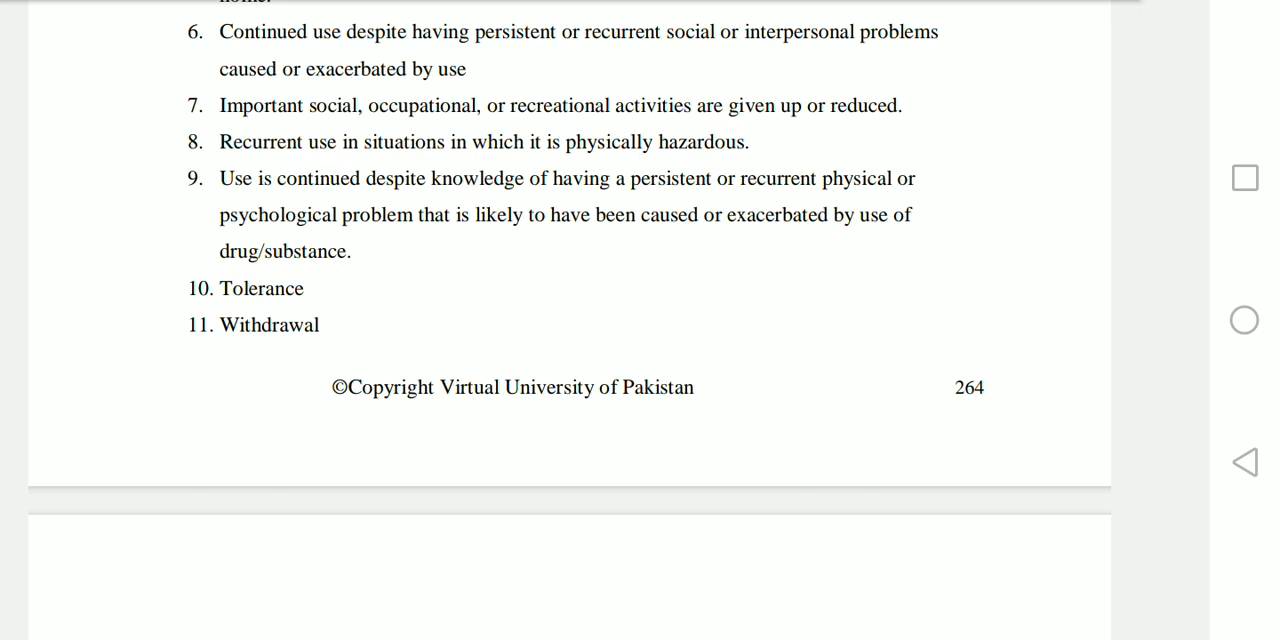 6. Continued use despite having persistent or recurrent social or interpersonal problems
caused or exacerbated by use
7. Important social, occupational, or recreational activities are given up or reduced.
8. Recurrent use in situations in which it is physically hazardous.
9. Use is continued despite knowledge of having a persistent or recurrent physical or
psychological problem that is likely to have been caused or exacerbated by use of
drug/substance.
10. Tolerance
11. Withdrawal
©Copyright Virtual University of Pakistan 264